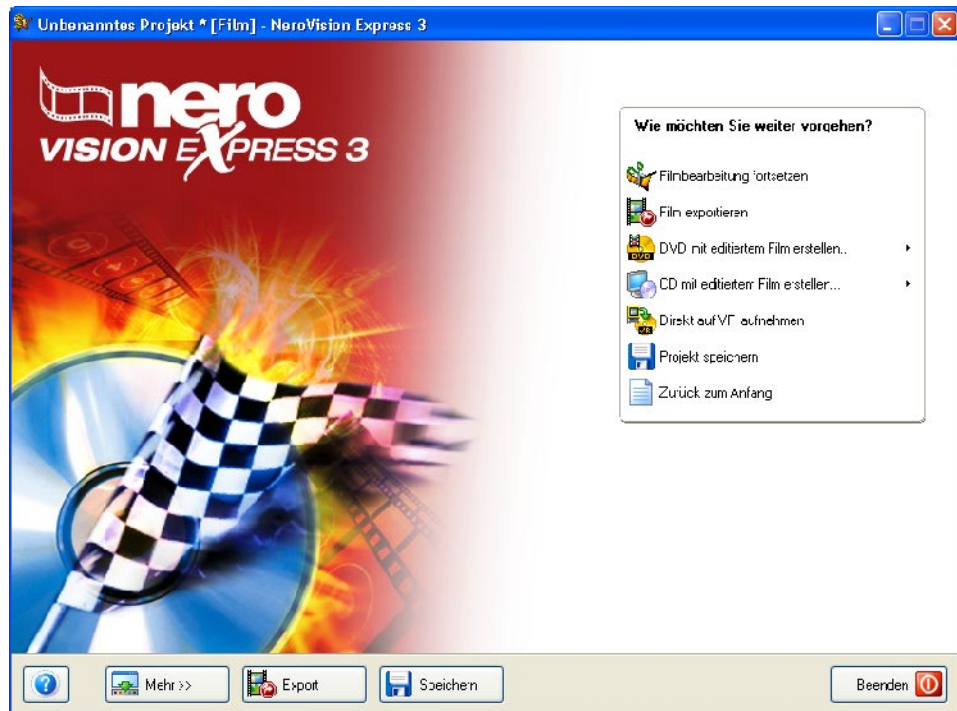 Unbenanntes Projekt * [Film] - NeroVision Express 3
nero
VISION EXPRESS 3
Wie möchten Sie weiter vorgehen?
Filmbearbeitung fortsetzen
Film exportieren
DVD mit editiertem Film erstellen...
DVD
CD mit editiertem Film erstellen...
Direkt auf VR aufnehmen
VR
Projekt speichern
Zurück zum Anfang
Mehr >>
Export
Speichern
Beenden